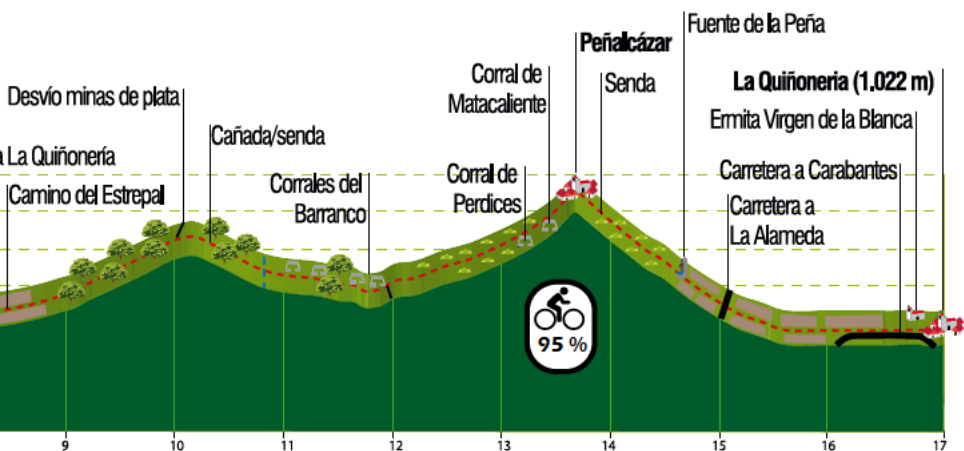 Desvío minas de plata
a La Quiñonería
Camino del Estrepal
Cañada/senda
Corrales del
Barranco
Corral de
Perdices
Corral de
Matacaliente
Peñalcázar
Senda
Fuente de la Peña
La Quiñoneria (1.022 m)
Ermita Virgen de la Blanca
Carretera a Carabantes
Carretera a
La Alameda
95 %
9 10 11 12 13 14 15 16 17